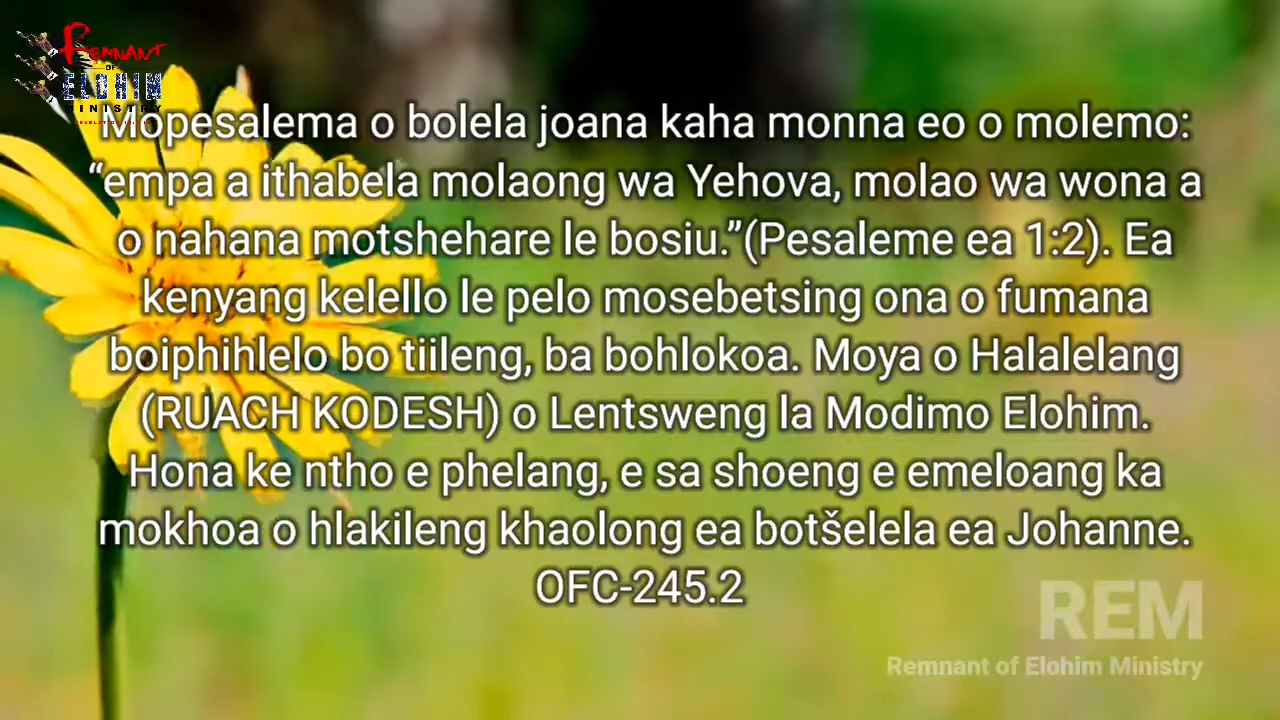 REMNANT
OF
ELOHIM
MINISTRY
Mopesalema o bolela joana kaha monna eo o molemo:
“empa a ithabela molaong wa Yehova, molao wa wona a
o nahana motshehare le bosiu.”(Pesaleme ea 1:2). Ea
kenyang kelello le pelo mosebetsing ona o fumana
boiphihlelo bo tiileng, ba bohlokoa. Moya o Halalelang
(RUACH KODESH) o Lentsweng la Modimo Elohim.
Hona ke ntho e phelang, e sa shoeng e emeloang ka
mokhoa o hlakileng khaolong ea botšelela ea Johanne.
OFC-245.2
REM
Remnant of Elohim Ministry